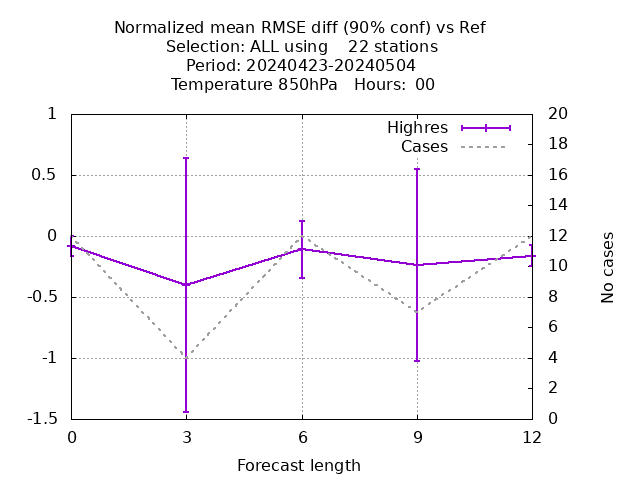 Normalized mean RMSE diff (90% conf) vs Ref
Selection: ALL using    22 stations
Period: 20240423-20240504
Temperature 850hPa   Hours:  00
1 20
Highres
18
Cases
0.5 16
14
0 12
10
No cases
-0.5 8
6
-1 4
2
-1.5 0
0 3 6 9 12
Forecast length